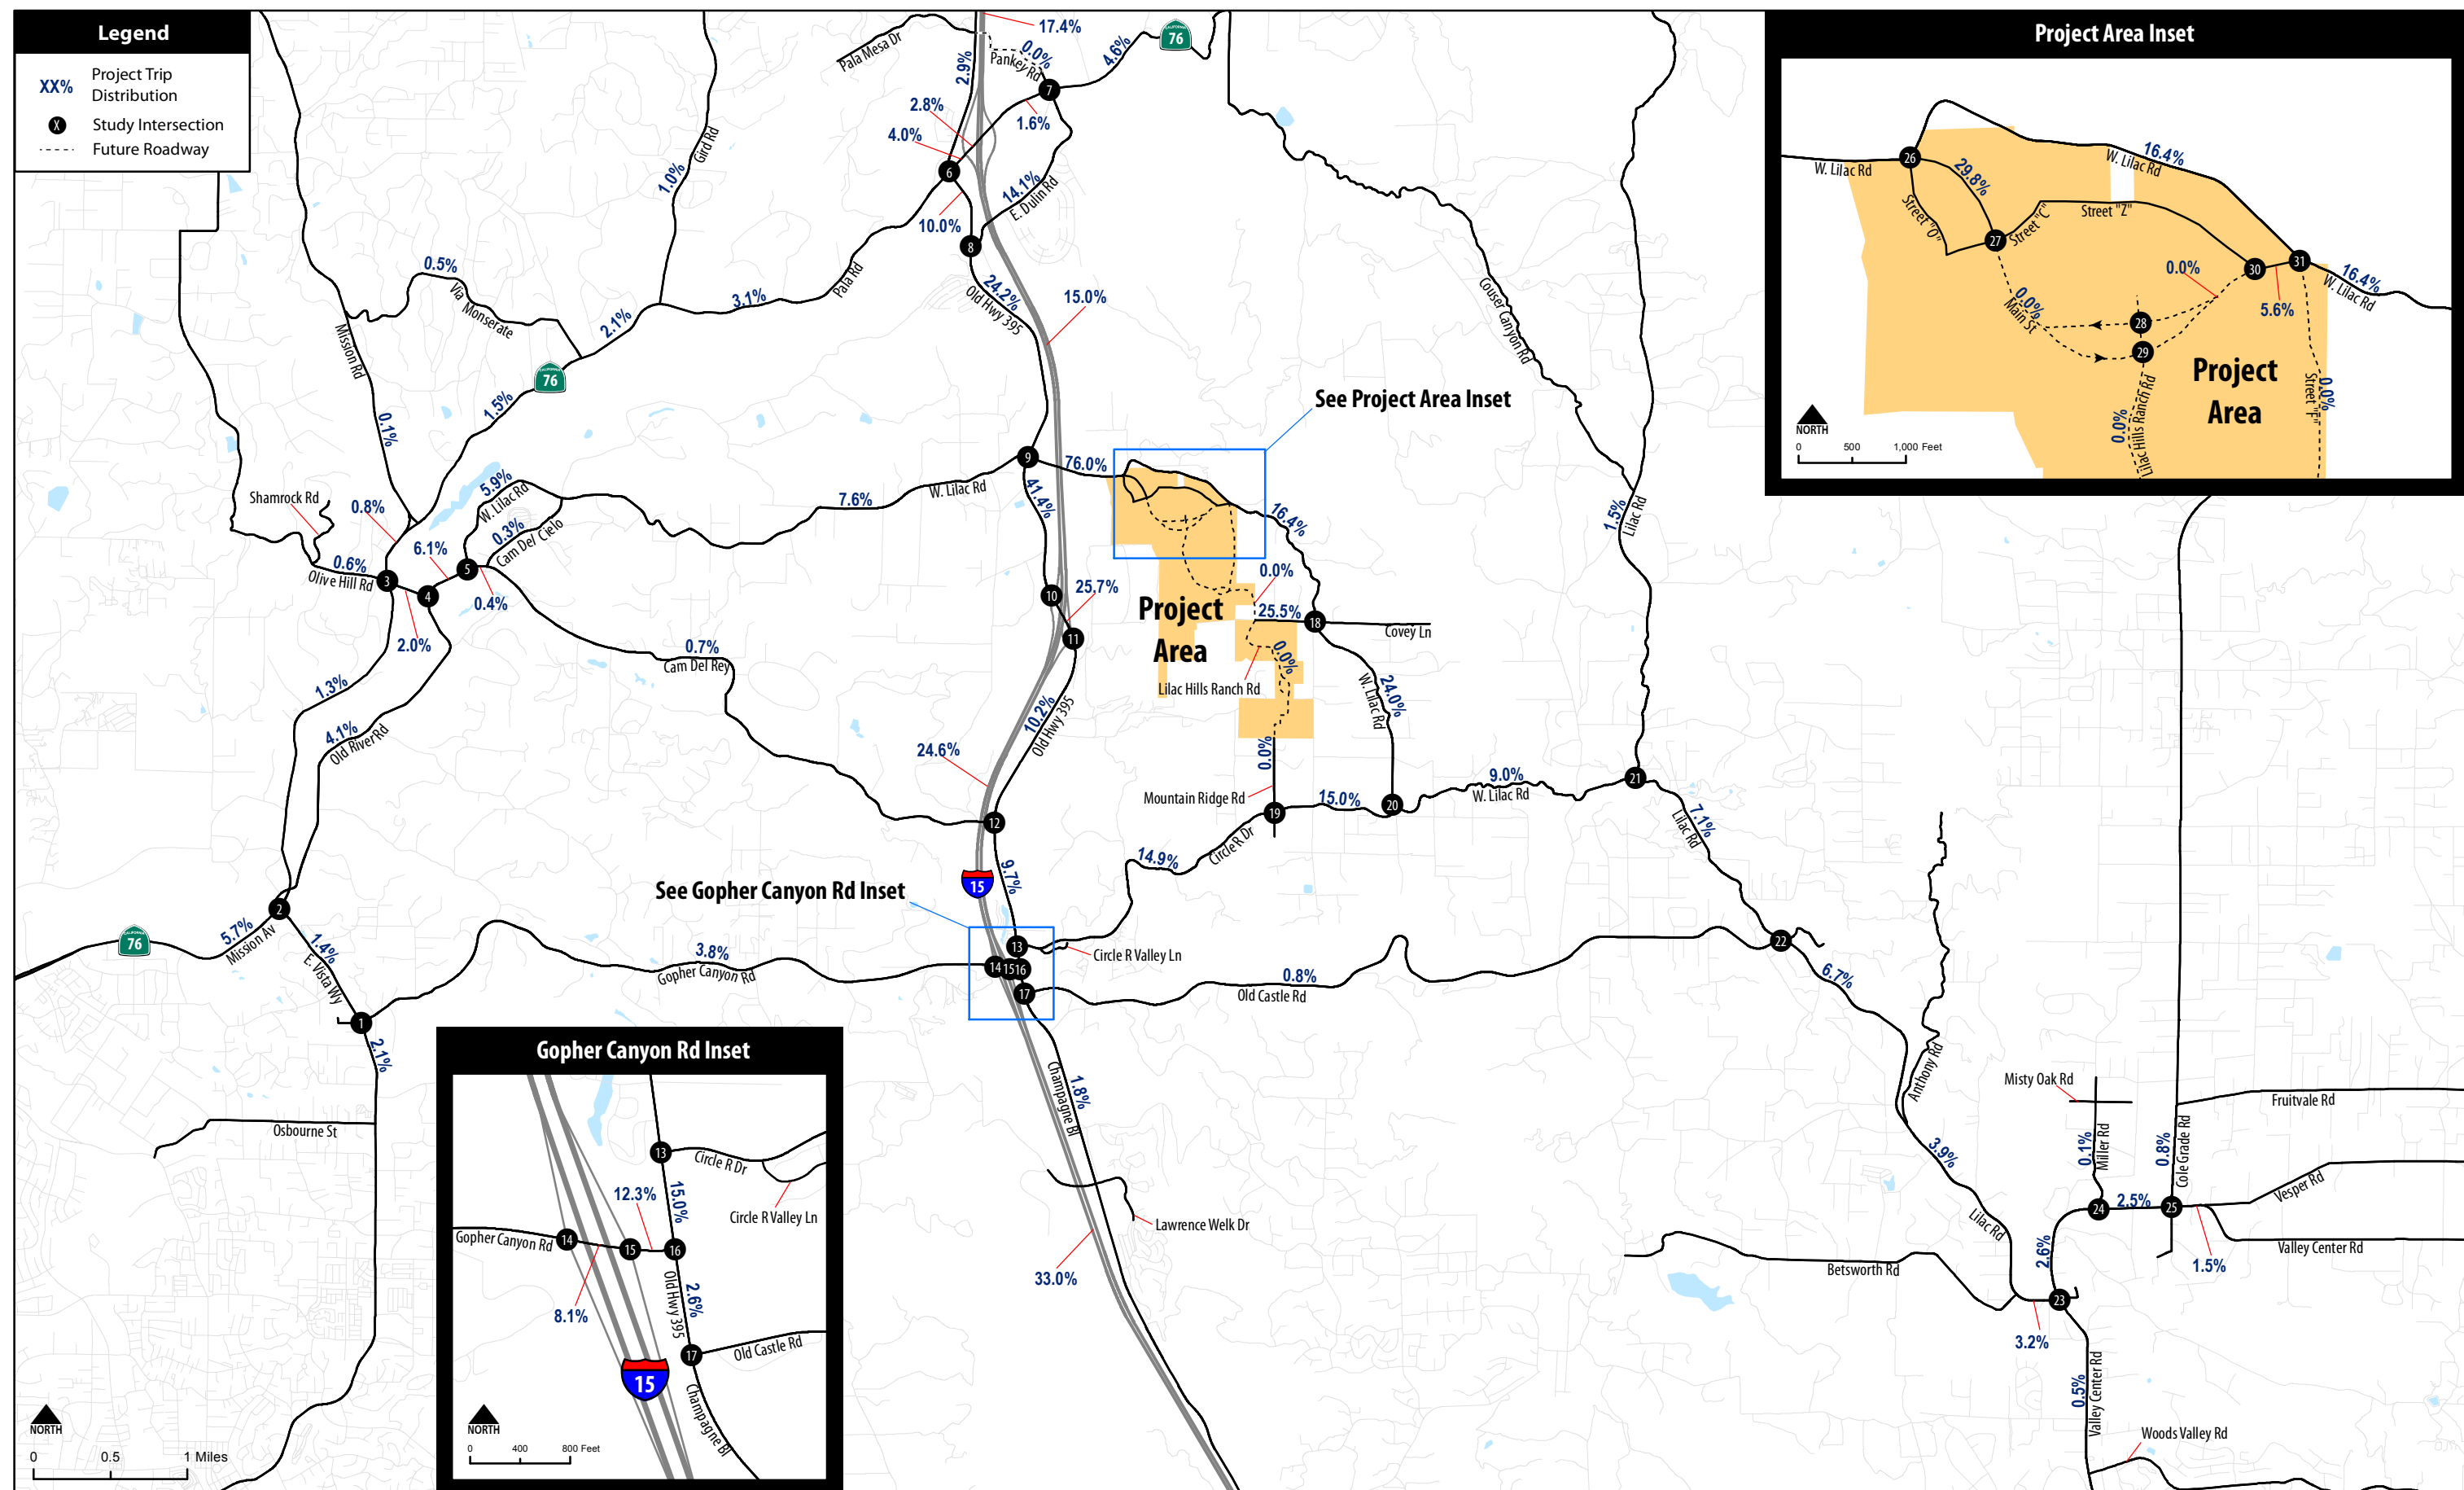 Legend
XX%
Project Trip
Distribution
X
Study Intersection
Future Roadway
Pala Mesa Dr
2.9%
17.4%
0.0%
Pankey Rd
4.6%
CALIFORNIA
76
7
2.8%
4.0%
1.6%
6
14.1%
E. Dulin Rd
10.0%
8
Gird Rd
1.0%
24.2%
Old Hwy 395
15.0%
Pala Rd
3.1%
2.1%
0.5%
Via Monserate
Mission Rd
CALIFORNIA
76
1.5%
0.1%
Couser Canyon Rd
See Project Area Inset
9
76.0%
41.4%
W. Lilac Rd
7.6%
5.9%
W. Lilac Rd
0.3%
Cam Del Cielo
Shamrock Rd
0.8%
6.1%
0.6%
Olive Hill Rd
3
4
5
0.4%
2.0%
16.4%
1.5%
Lilac Rd
10
25.7%
11
0.0%
25.5%
18
Covey Ln
Project
Area
0.0%
Lilac Hills Ranch Rd
W. Lilac Rd
24.0%
0.7%
Cam Del Rey
1.3%
4.1%
Old River Rd
10.2%
Old Hwy 395
24.6%
0.0%
Mountain Ridge Rd
19
15.0%
20
9.0%
W. Lilac Rd
21
7.1%
Lilac Rd
12
9.7%
14.9%
Circle R Dr
15
See Gopher Canyon Rd Inset
2
5.7%
Mission Av
CALIFORNIA
76
1.4%
E. Vista Wy
3.8%
Gopher Canyon Rd
13
14
15
16
17
Circle R Valley Ln
0.8%
Old Castle Rd
22
6.7%
1
2.1%
Osbourne St
Champagne Bl
1.8%
Lawrence Welk Dr
33.0%
Anthony Rd
3.9%
Lilac Rd
Misty Oak Rd
0.1%
Miller Rd
0.8%
Cole Grade Rd
Fruitvale Rd
Vesper Rd
24
2.5%
25
1.5%
Valley Center Rd
2.6%
Betsworth Rd
23
3.2%
0.5%
Valley Center Rd
Woods Valley Rd
NORTH
0
0.5
1 Miles
Gopher Canyon Rd Inset
13
Circle R Dr
12.3%
15.0%
Circle R Valley Ln
Gopher Canyon Rd
14
15
16
8.1%
Old Hwy 395
2.6%
17
Old Castle Rd
15
Champagne Bl
NORTH
0
400
800 Feet
Project Area Inset
W. Lilac Rd
26
29.8%
16.4%
W. Lilac Rd
Street "O"
27
Street "C"
Street "Z"
30
31
16.4%
W. Lilac Rd
0.0%
5.6%
0.0%
Main St
28
29
Project
Area
0.0%
Lilac Hills Ranch Rd
Street "F"
0.0%
NORTH
0
500
1,000 Feet